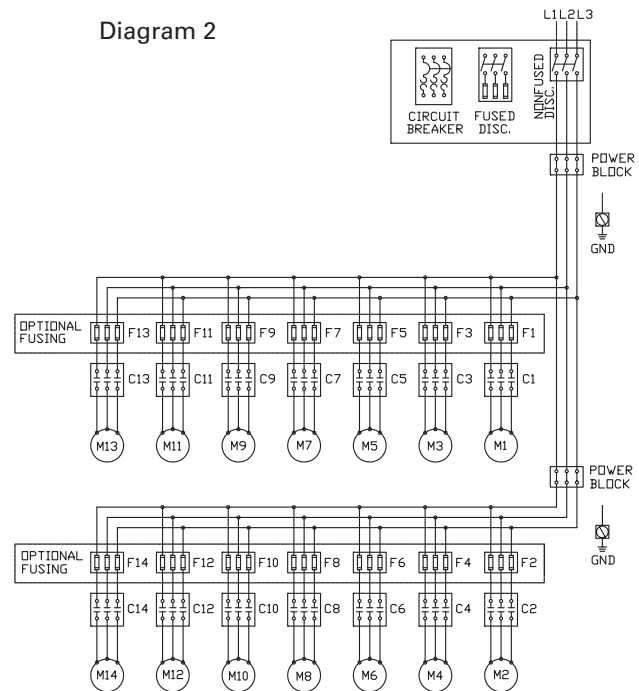 Diagram 2
L1L2L3
CIRCUIT
BREAKER
FUSED
DISC.
NONFUSED
DISC.
POWER
BLOCK
GND
OPTIONAL
FUSING
F13 F11 F9 F7 F5 F3 F1
C13 C11 C9 C7 C5 C3 C1
M13 M11 M9 M7 M5 M3 M1
POWER
BLOCK
GND
OPTIONAL
FUSING
F14 F12 F10 F8 F6 F4 F2
C14 C12 C10 C8 C6 C4 C2
M14 M12 M10 M8 M6 M4 M2